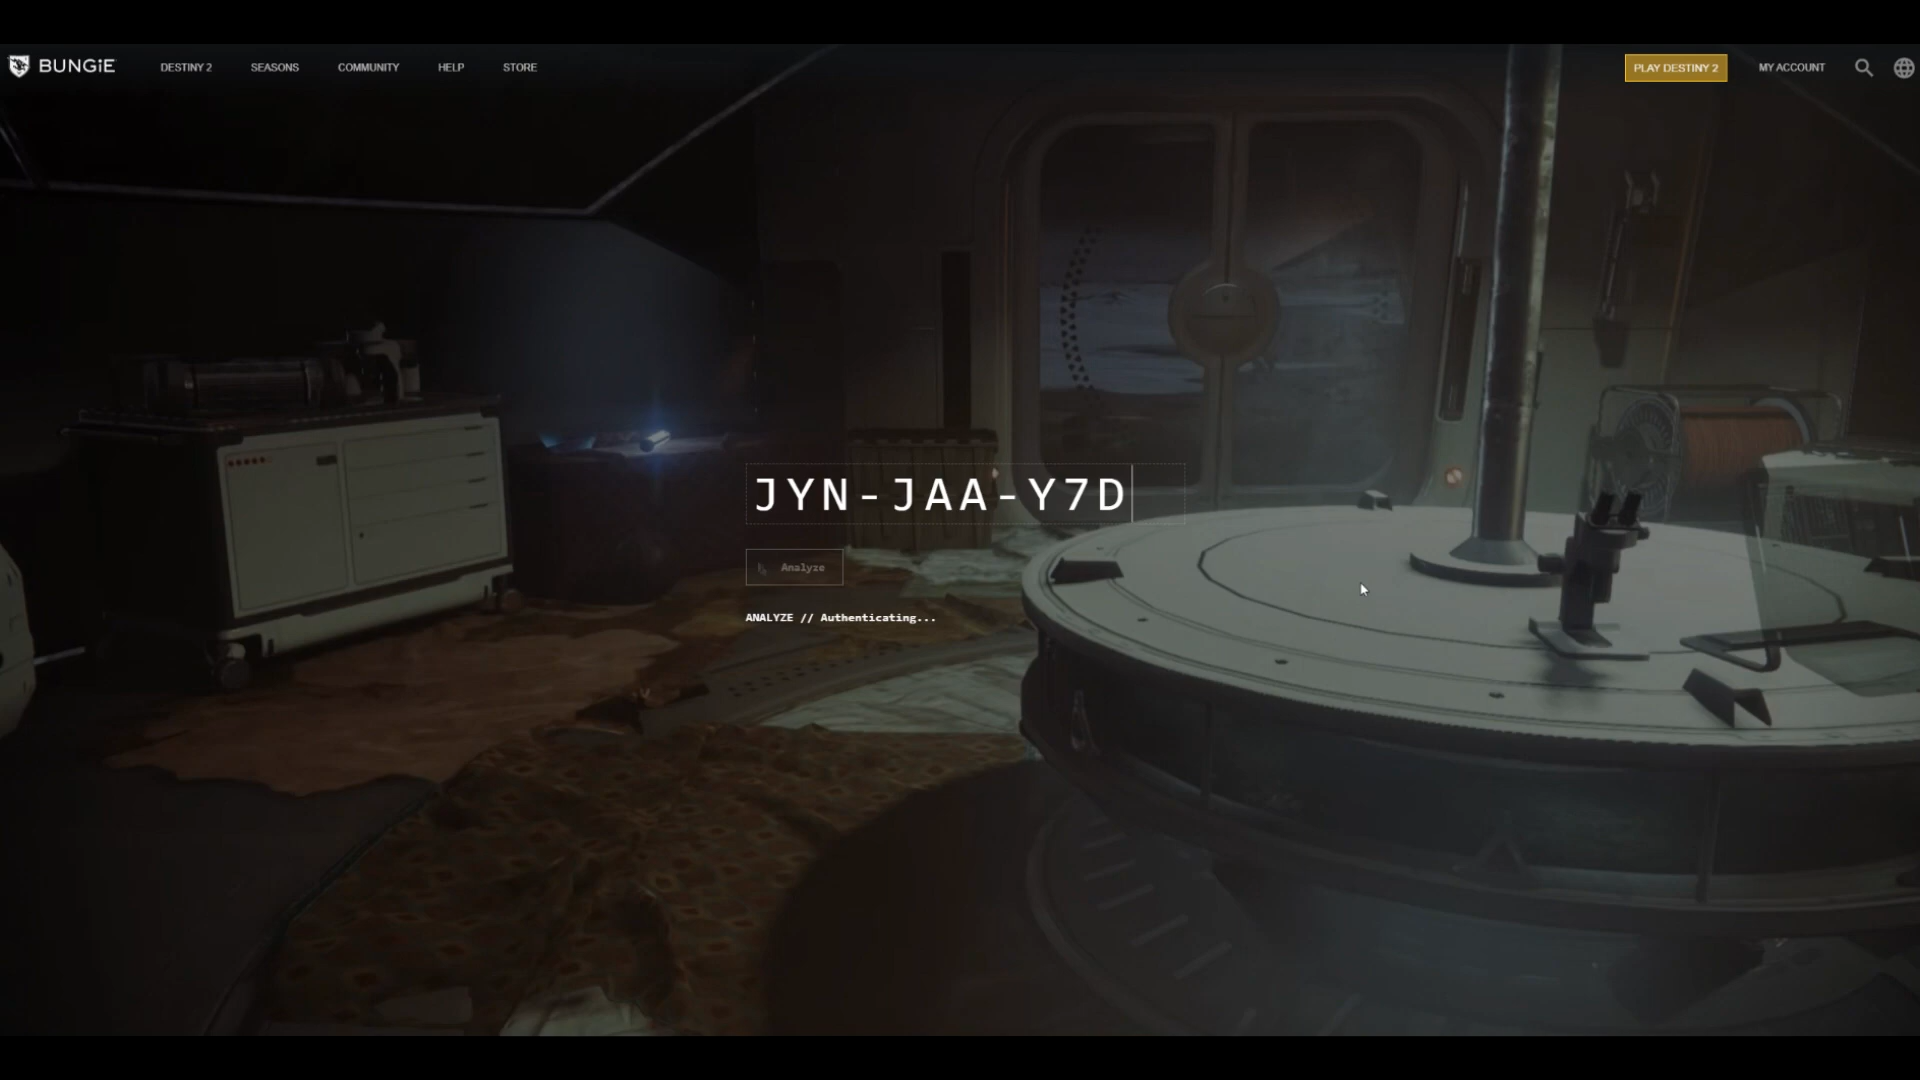 BUNGiE DESTINY 2 SEASONS COMMUNITY HELP STORE PLAY DESTINY 2 MY ACCOUNT
JYN-JAA-Y7D
Analyze
ANALYZE // Authenticating...